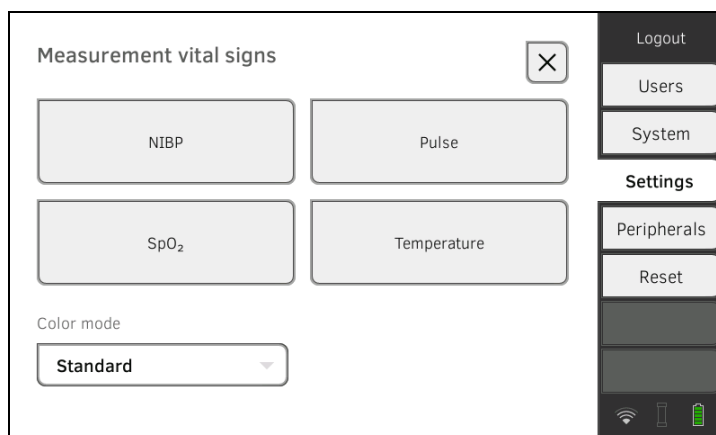 Measurement vital signs
NIBP
Pulse
SpO₂
Temperature
Color mode
Standard
Logout
Users
System
Settings
Peripherals
Reset